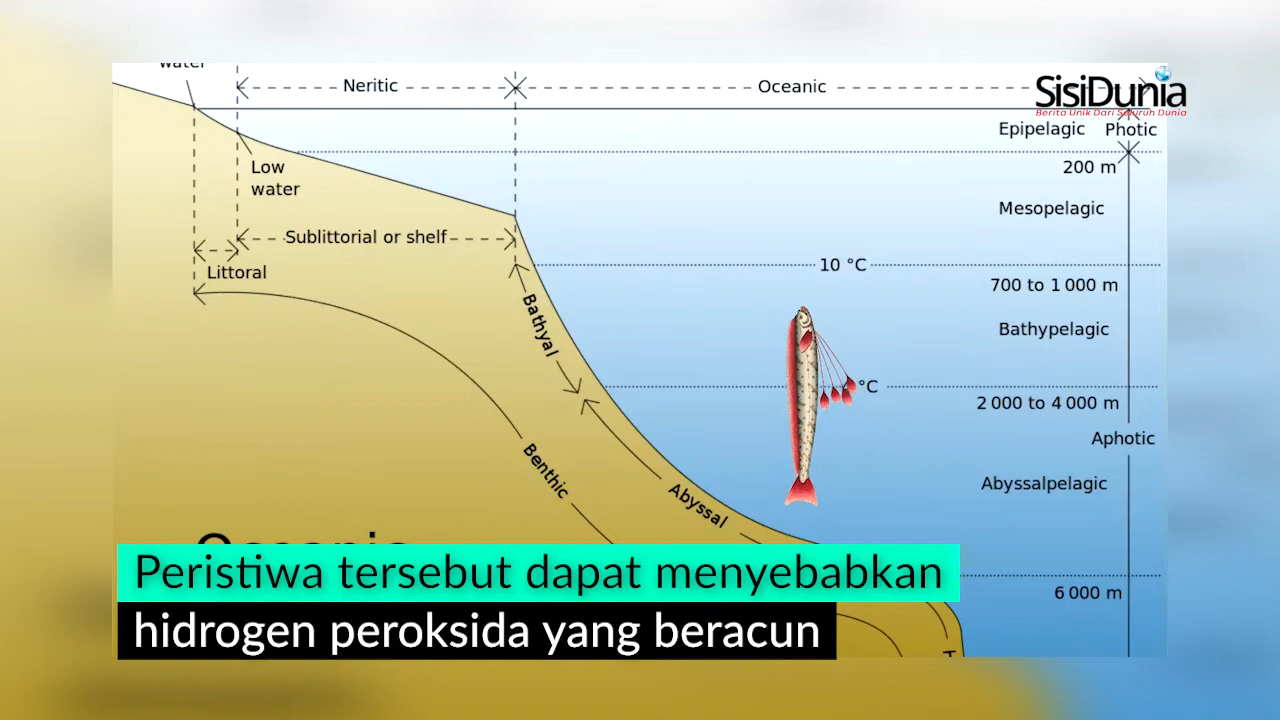 water
Neritic
Oceanic
SisiDunia
Berita Unik Dari Seluruh Dunia
Epipelagic
Photic
Low
water
200 m
Mesopelagic
Sublittorial or shelf
Littoral
10 °C
700 to 1 000 m
Bathyal
Bathypelagic
°C
2 000 to 4 000 m
Aphotic
Benthic
Abyssal
Abyssalpelagic
Oceanic
Peristiwa tersebut dapat menyebabkan
6 000 m
hidrogen peroksida yang beracun